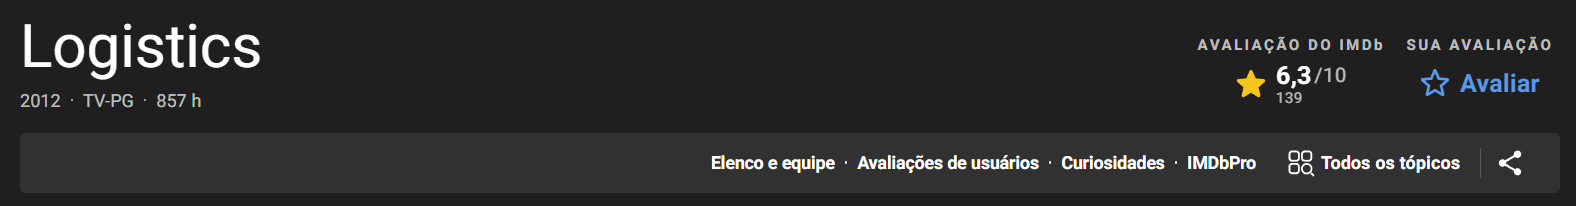 Logistics
2012 · TV-PG · 857 h
AVALIAÇÃO DO IMDb
6,3/10
139
SUA AVALIAÇÃO
Avaliar
Elenco e equipe · Avaliações de usuários · Curiosidades · IMDbPro
Todos os tópicos